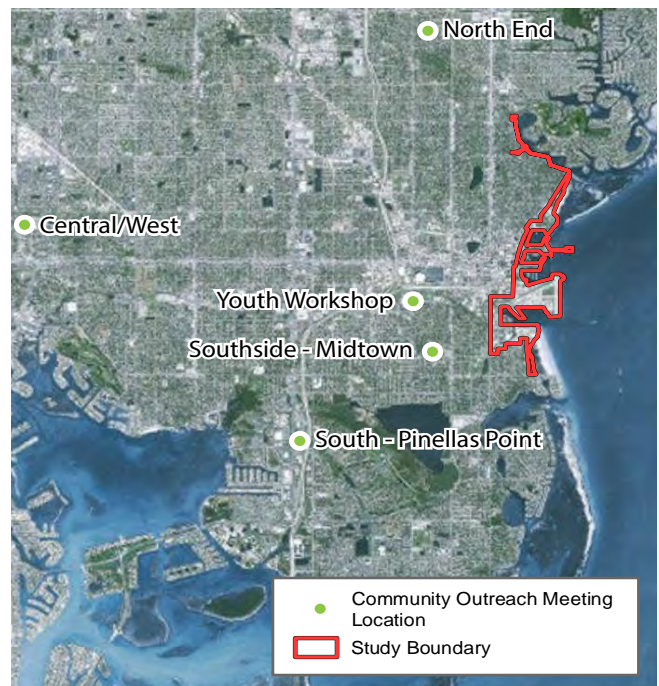 North End
Central/West
Youth Workshop
Southside - Midtown
South - Pinellas Point
Community Outreach Meeting
Location
Study Boundary